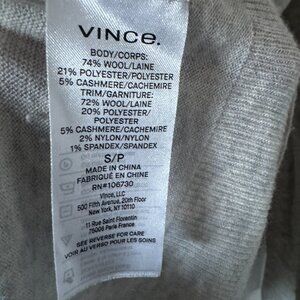 VINCE.
BODY/CORPS:
74% WOOL/LAINE
21% POLYESTER/POLYESTER
5% CASHMERE/CACHEMIRE
TRIM/GARNITURE:
72% WOOL/LAINE
20% POLYESTER/
POLYESTER
5% CASHMERE/CACHEMIRE
2% NYLON/NYLON
1% SPANDEX/SPANDEX
S/P
MADE IN CHINA
FABRIQUÉ EN CHINE
RN#106730
Vince, LLC
500 Fifth Avenue, 20th Floor
New York, NY 10110
11 Rue Saint Florentin
75008 Paris France
SEE REVERSE FOR CARE
VOIR AU VERSO POUR LES SOINS